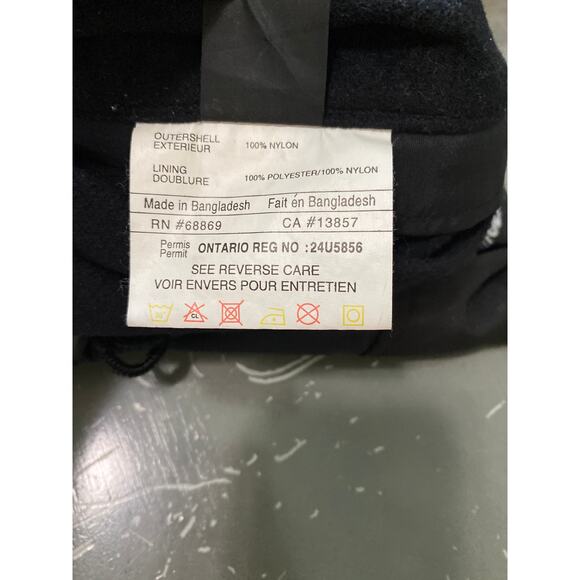 OUTERSHELL
EXTERIEUR 100% NYLON
LINING
DOUBLURE 100% POLYESTER/100% NYLON
Made in Bangladesh Fait én Bangladesh
RN #68869 CA #13857
Permis
Permit ONTARIO REG NO :24U5856
SEE REVERSE CARE
VOIR ENVERS POUR ENTRETIEN
CL